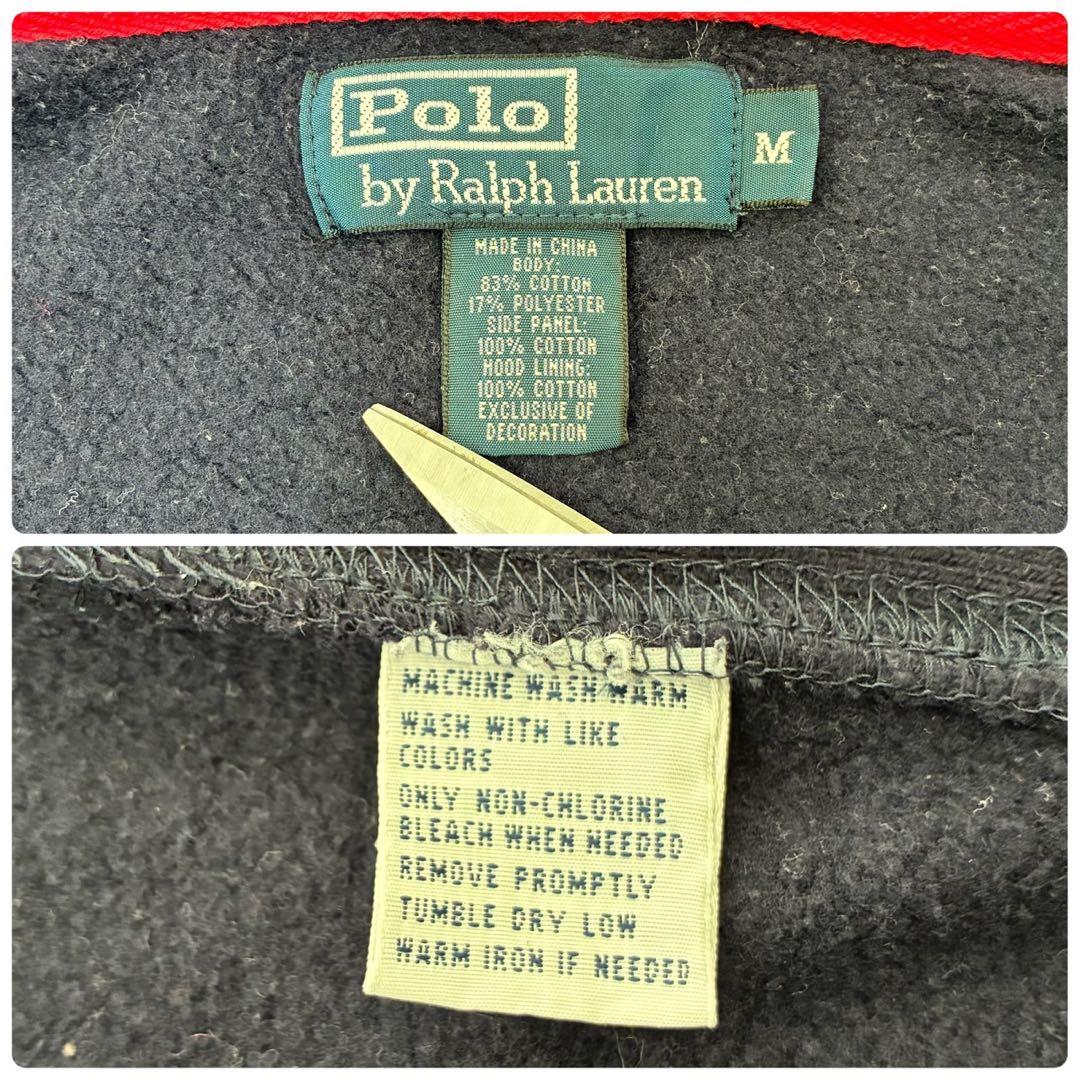 Polo
by Ralph Lauren
M
MADE IN CHINA
BODY:
83% COTTON
17% POLYESTER
SIDE PANEL:
100% COTTON
HOOD LINING:
100% COTTON
EXCLUSIVE OF
DECORATION
MACHINE WASH WARM
WASH WITH LIKE
COLORS
ONLY NON-CHLORINE
BLEACH WHEN NEEDED
REMOVE PROMPTLY
TUMBLE DRY LOW
WARM IRON IF NEEDED